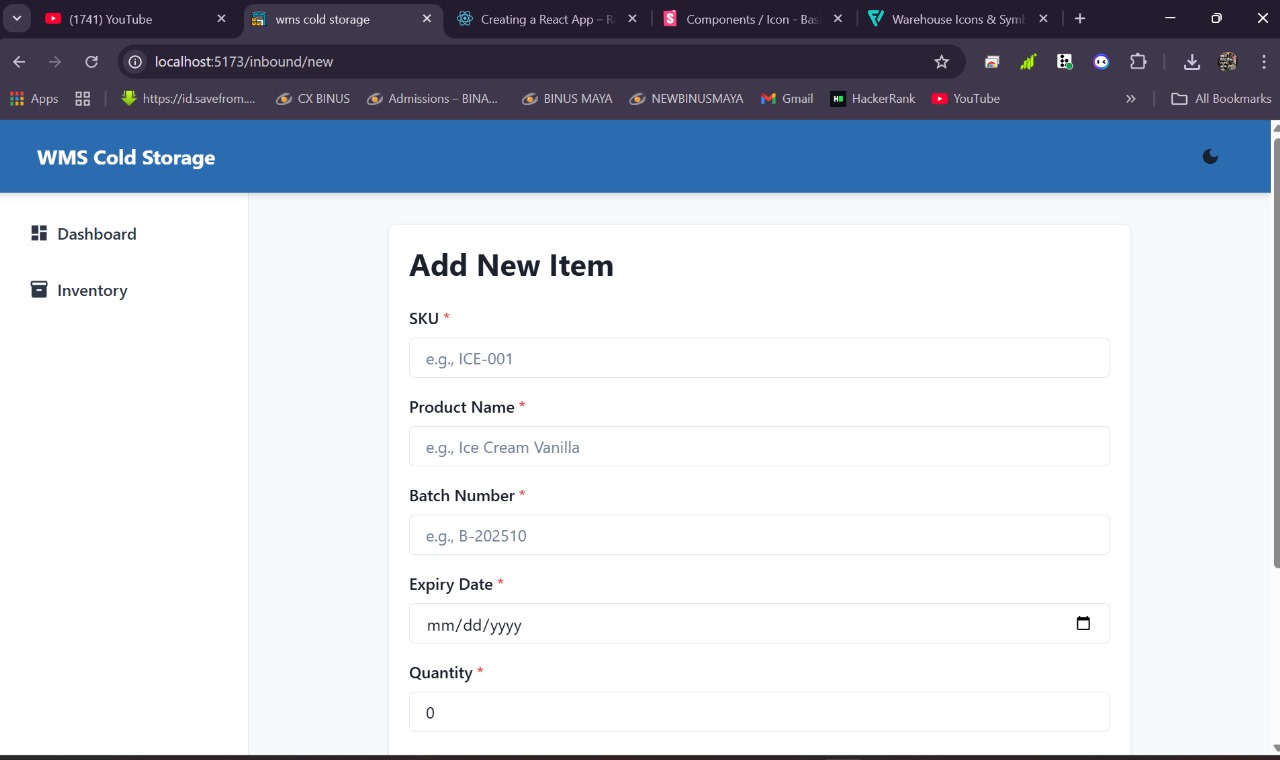 (1741) YouTube
wms cold storage
Creating a React App – R
Components / Icon - Bas
Warehouse Icons & Symb
localhost:5173/inbound/new
Apps
https://id.savefrom....
CX BINUS
Admissions – BINA...
BINUS MAYA
NEWBINUSMAYA
Gmail
HackerRank
YouTube
All Bookmarks
WMS Cold Storage
Dashboard
Inventory
Add New Item
SKU *
e.g., ICE-001
Product Name *
e.g., Ice Cream Vanilla
Batch Number *
e.g., B-202510
Expiry Date *
mm/dd/yyyy
Quantity *
0